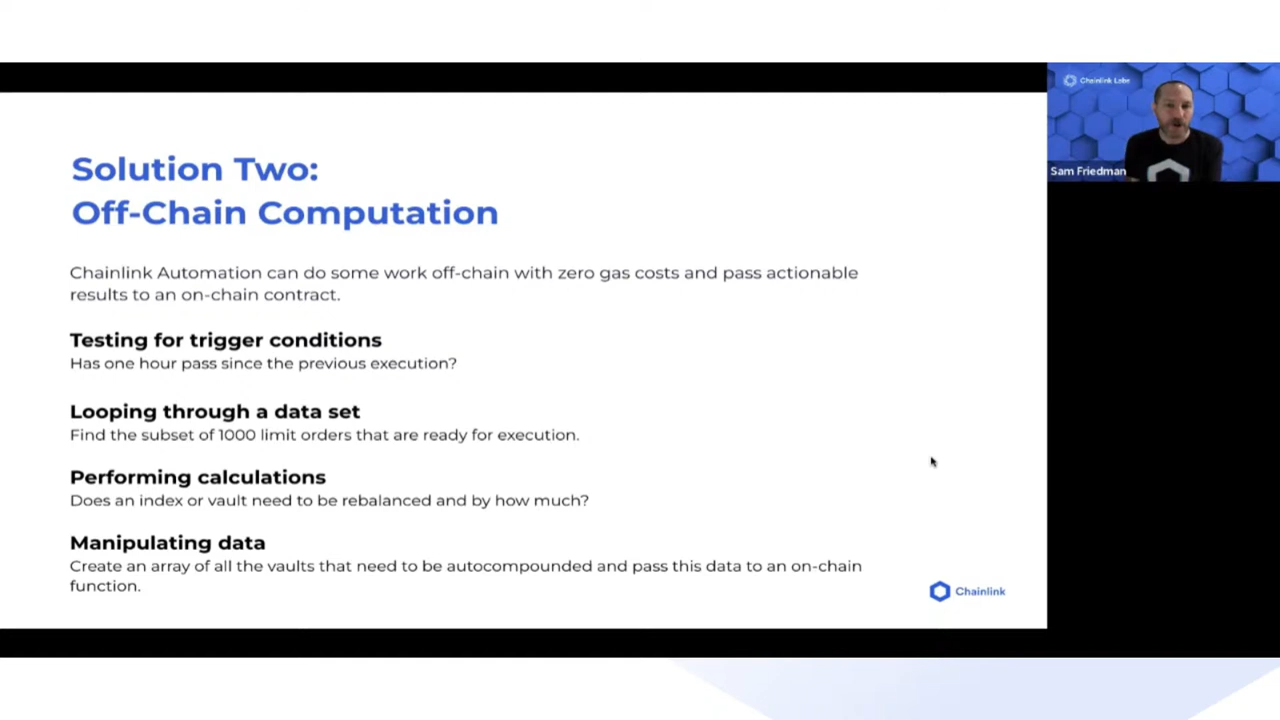 Solution Two:
Off-Chain Computation
Chainlink Automation can do some work off-chain with zero gas costs and pass actionable
results to an on-chain contract.
Testing for trigger conditions
Has one hour pass since the previous execution?
Looping through a data set
Find the subset of 1000 limit orders that are ready for execution.
Performing calculations
Does an index or vault need to be rebalanced and by how much?
Manipulating data
Create an array of all the vaults that need to be autocompounded and pass this data to an on-chain
function.
Chainlink
Chainlink Labs
Sam Friedman